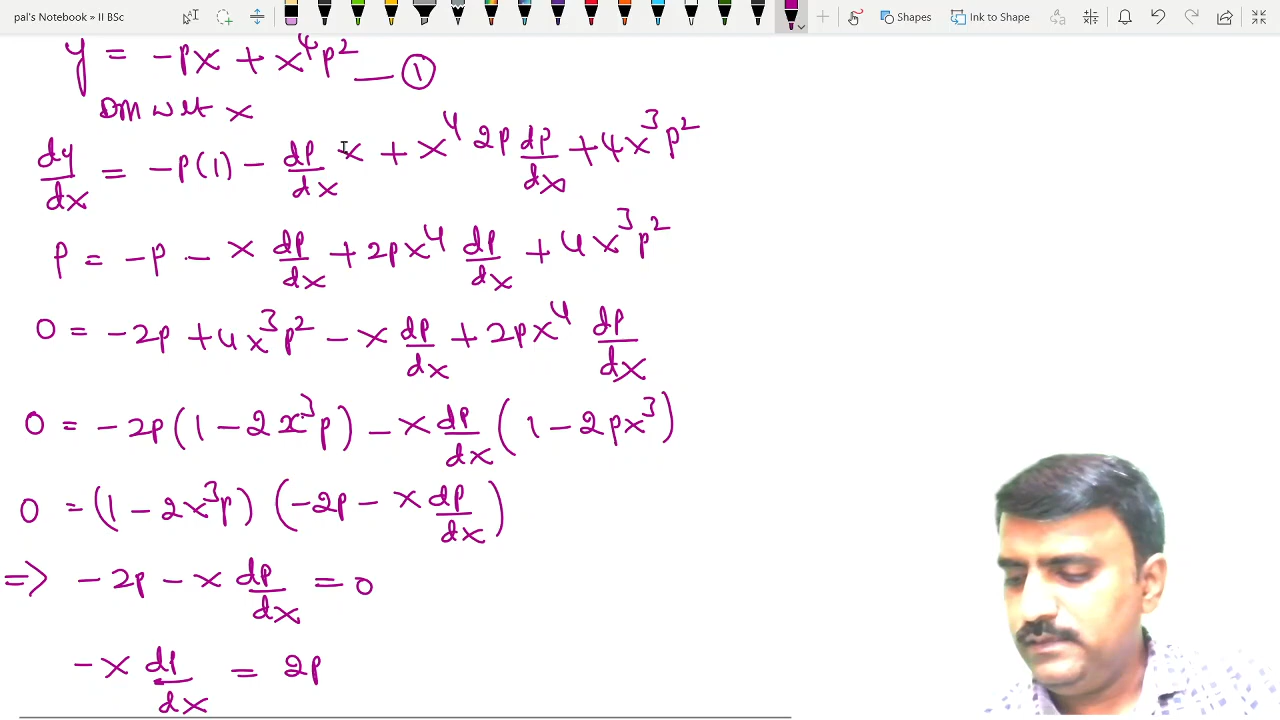 pal's Notebook » II BSc
Shapes Ink to Shape
y = -px + x⁴p² — ①
Diff w.r.t x
dy/dx = -p(1) - dp/dx x + x⁴ 2p dp/dx + 4x³p²
p = -p - x dp/dx + 2px⁴ dp/dx + 4x³p²
0 = -2p + 4x³p² - x dp/dx + 2px⁴ dp/dx
0 = -2p(1 - 2x³p) - x dp/dx (1 - 2px³)
0 = (1 - 2x³p) (-2p - x dp/dx)
=> -2p - x dp/dx = 0
-x dp/dx = 2p